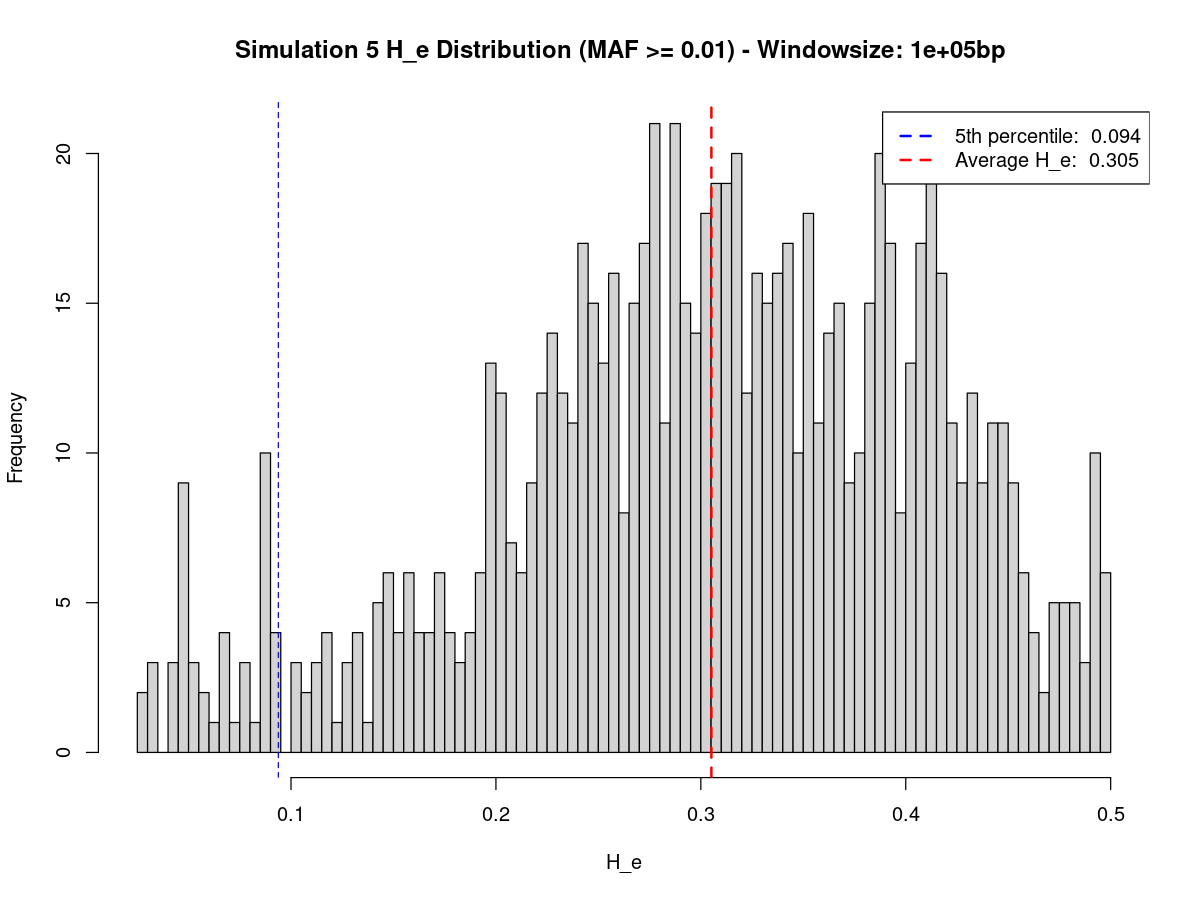 Simulation 5 H_e Distribution (MAF >= 0.01) - Windowsize: 1e+05bp
5th percentile:  0.094
Average H_e:  0.305
Frequency
20
15
10
5
0
0.1
0.2
0.3
0.4
0.5
H_e